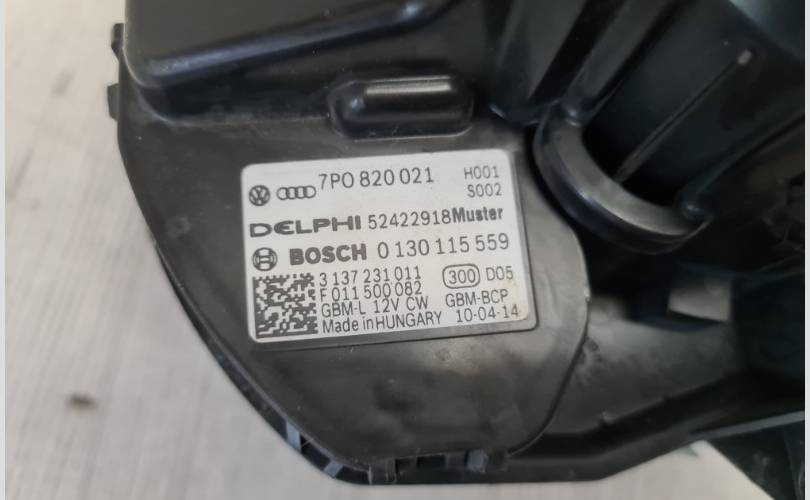 7P0 820 021 H001
S002
DELPHI 52422918Muster
BOSCH 0 130 115 559
3 137 231 011 300 D05
F 011 500 082 GBM-BCP
GBM-L 12V CW 10-04-14
Made in HUNGARY